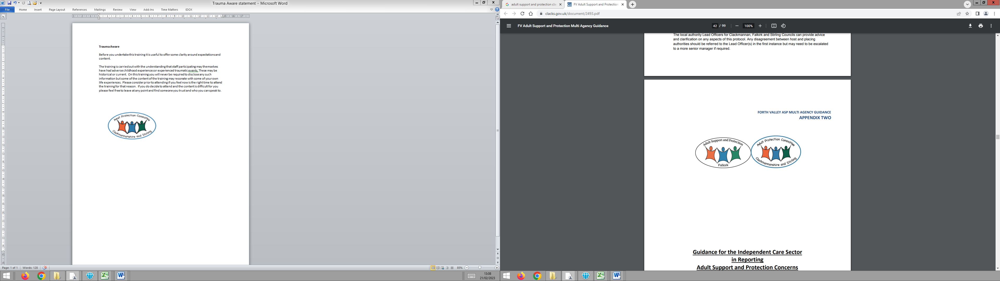 Trauma Aware statement - Microsoft Word
File Home Insert Page Layout References Mailings Review View Add-Ins Time Matters IDOX
Trauma Aware
Before you undertake this training it is useful to offer some clarity around expectations and
content.
The training is carried out with the understanding that staff participating may themselves
have had adverse childhood experiences or experienced traumatic events. These may be
historical or current. On this training you will never be required to disclose any such
information but some of the content of the training may resonate with some of your own
life experiences. Please consider prior to attending if you feel now is the right time to attend
the training for that reason. If you do decide to attend and the content is difficult for you
please feel free to leave at any point and find someone you trust and who you can speak to.
Adult Protection Committee
Clackmannanshire and Stirling
Page: 1 of 1 Words: 128 85%
13:08
21/02/2023
adult support and protection cla
FV Adult Support and Protection
clacks.gov.uk/document/2493.pdf
FV Adult Support and Protection Multi Agency Guidance 42 / 99 100%
The local authority Lead Officers for Clackmannan, Falkirk and Stirling Councils can provide advice
and clarification on any aspects of this protocol. Any disagreement between host and placing
authorities should be referred to the Lead Officer(s) in the first instance but may need to be escalated
to a more senior manager if required.
FORTH VALLEY ASP MULTI AGENCY GUIDANCE
APPENDIX TWO
Adult Support and Protection
Falkirk
Adult Protection Committee
Clackmannanshire and Stirling
Guidance for the Independent Care Sector
in Reporting
Adult Support and Protection Concerns